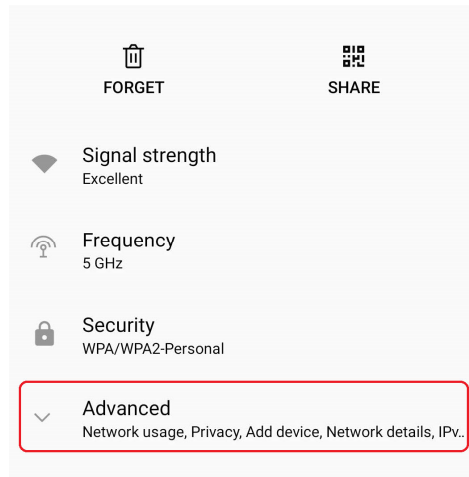 FORGET
SHARE
Signal strength
Excellent
Frequency
5 GHz
Security
WPA/WPA2-Personal
Advanced
Network usage, Privacy, Add device, Network details, IPv..